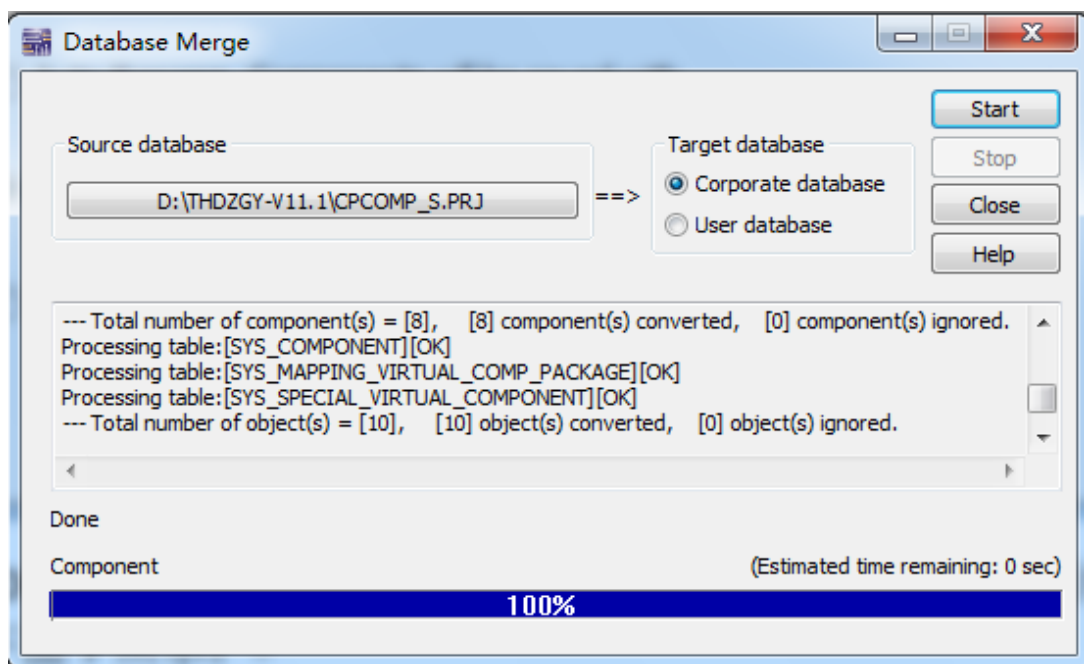 Database Merge
Start
Source database
Target database
Stop
D:\THDZGY-V11.1\CPCOMP_S.PRJ
==>
Corporate database
Close
User database
Help
--- Total number of component(s) = [8], [8] component(s) converted, [0] component(s) ignored.
Processing table:[SYS_COMPONENT][OK]
Processing table:[SYS_MAPPING_VIRTUAL_COMP_PACKAGE][OK]
Processing table:[SYS_SPECIAL_VIRTUAL_COMPONENT][OK]
--- Total number of object(s) = [10], [10] object(s) converted, [0] object(s) ignored.
Done
Component
(Estimated time remaining: 0 sec)
100%